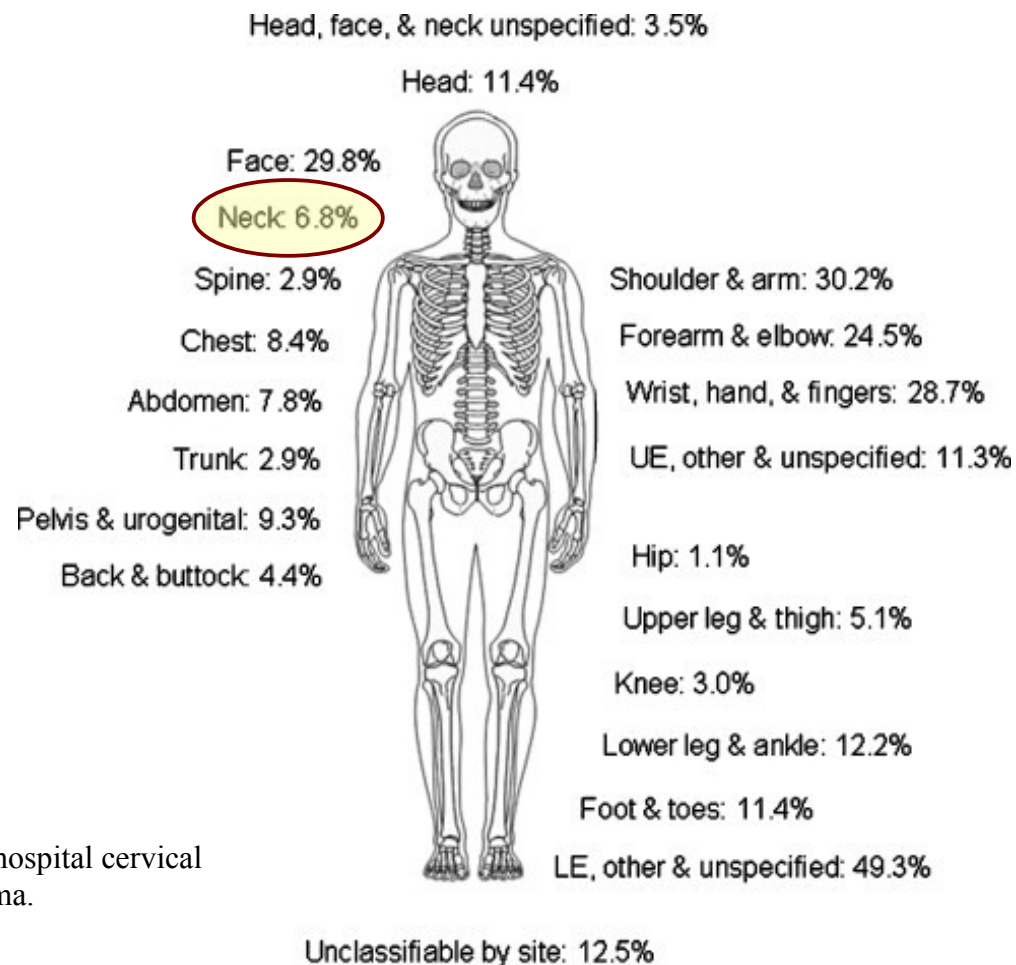 Head, face, & neck unspecified: 3.5%
Head: 11.4%
Face: 29.8%
Neck: 6.8%
Spine: 2.9%
Chest: 8.4%
Abdomen: 7.8%
Trunk: 2.9%
Pelvis & urogenital: 9.3%
Back & buttock: 4.4%
Shoulder & arm: 30.2%
Forearm & elbow: 24.5%
Wrist, hand, & fingers: 28.7%
UE, other & unspecified: 11.3%
Hip: 1.1%
Upper leg & thigh: 5.1%
Knee: 3.0%
Lower leg & ankle: 12.2%
Foot & toes: 11.4%
LE, other & unspecified: 49.3%
hospital cervical
ma.
Unclassifiable by site: 12.5%